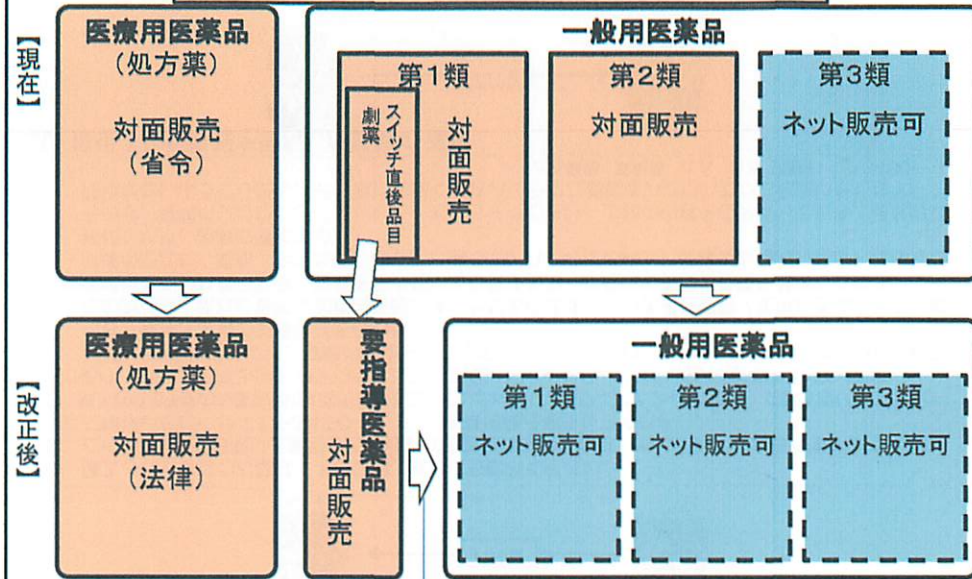 【現在】
医療用医薬品
(処方薬)
対面販売
(省令)
一般用医薬品
第1類
スイッチ直後品目
劇薬
対面販売
第2類
対面販売
第3類
ネット販売可
【改正後】
医療用医薬品
(処方薬)
対面販売
(法律)
要指導医薬品
対面販売
一般用医薬品
第1類
ネット販売可
第2類
ネット販売可
第3類
ネット販売可